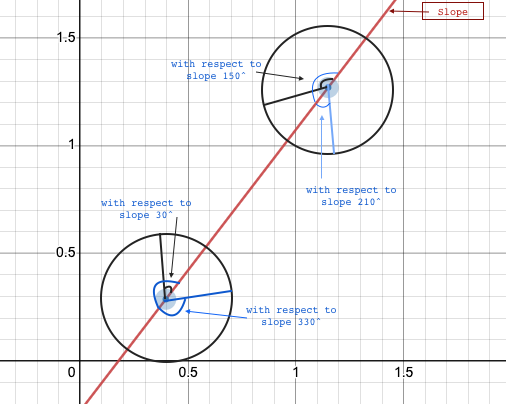 Slope
1.5
with respect to
slope 150^
1
with respect to
slope 210^
with respect to
slope 30^
0.5
with respect to
slope 330^
0
0.5
1
1.5